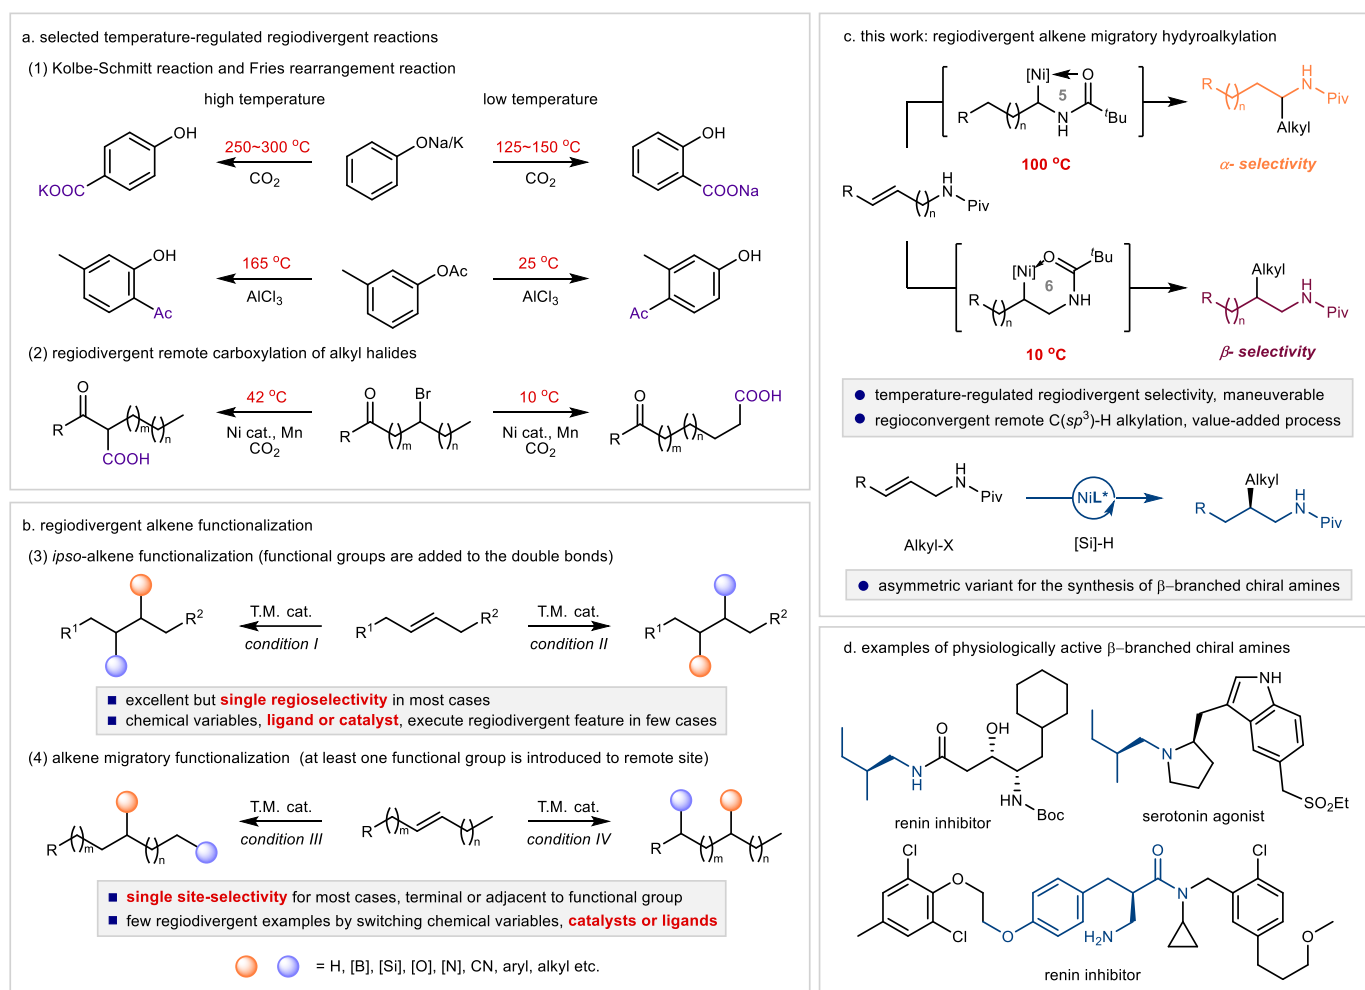 a. selected temperature-regulated regiodivergent reactions
(1) Kolbe-Schmitt reaction and Fries rearrangement reaction
high temperature
low temperature
OH
KOOC
250~300 °C
CO2
ONa/K
125~150 °C
CO2
OH
COONa
OH
Ac
165 °C
AlCl3
OAc
25 °C
AlCl3
OH
Ac
(2) regiodivergent remote carboxylation of alkyl halides
O
R
COOH
m
n
42 °C
Ni cat., Mn
CO2
O
R
Br
m
n
10 °C
Ni cat., Mn
CO2
O
R
m
n
COOH
b. regiodivergent alkene functionalization
(3) ipso-alkene functionalization (functional groups are added to the double bonds)
R1
R2
T.M. cat.
condition I
R1
R2
T.M. cat.
condition II
R1
R2
excellent but single regioselectivity in most cases
chemical variables, ligand or catalyst, execute regiodivergent feature in few cases
(4) alkene migratory functionalization (at least one functional group is introduced to remote site)
R
m
n
T.M. cat.
condition III
R
m
n
T.M. cat.
condition IV
R
m
n
single site-selectivity for most cases, terminal or adjacent to functional group
few regiodivergent examples by switching chemical variables, catalysts or ligands
= H, [B], [Si], [O], [N], CN, aryl, alkyl etc.
c. this work: regiodivergent alkene migratory hydyroalkylation
[Ni]
O
5
R
n
N
H
tBu
100 °C
R
n
H
N
Piv
Alkyl
α- selectivity
R
n
H
N
Piv
[Ni]
O
6
tBu
R
n
NH
10 °C
Alkyl
R
n
H
N
Piv
β- selectivity
temperature-regulated regiodivergent selectivity, maneuverable
regioconvergent remote C(sp3)-H alkylation, value-added process
R
H
N
Piv
Alkyl-X
NiL*
[Si]-H
Alkyl
R
H
N
Piv
asymmetric variant for the synthesis of β–branched chiral amines
d. examples of physiologically active β–branched chiral amines
N
H
O
OH
HN
Boc
renin inhibitor
N
NH
SO2Et
serotonin agonist
Cl
Cl
O
O
H2N
O
N
Cl
O
renin inhibitor